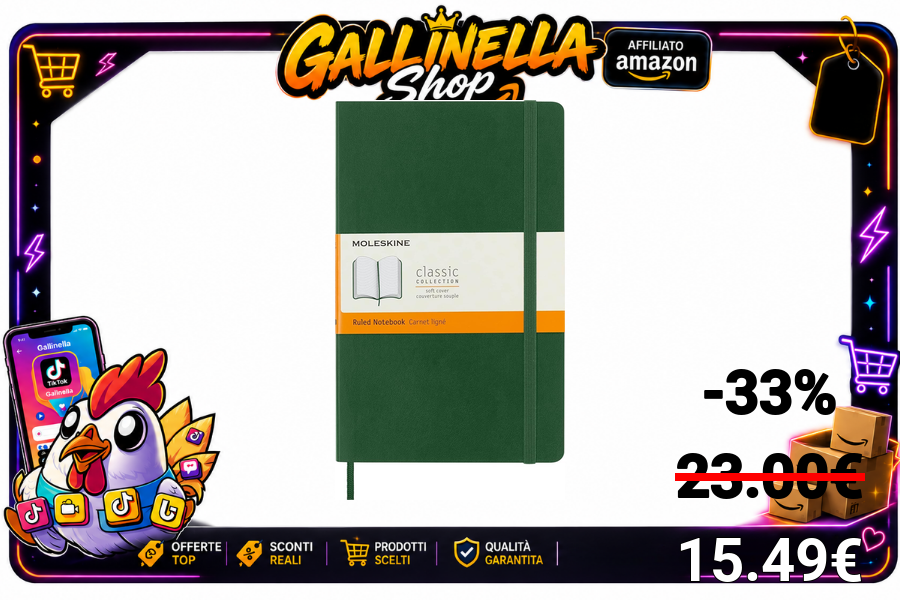 GALLINELLA
Shop
AFFILIATO
amazon
MOLESKINE
classic
COLLECTION
soft cover
couverture souple
Ruled Notebook Carnet ligné
Gallinella
TikTok
Gallinella
-33%
23.00€
15.49€
OFFERTE
TOP
SCONTI
REALI
PRODOTTI
SCELTI
QUALITÀ
GARANTITA